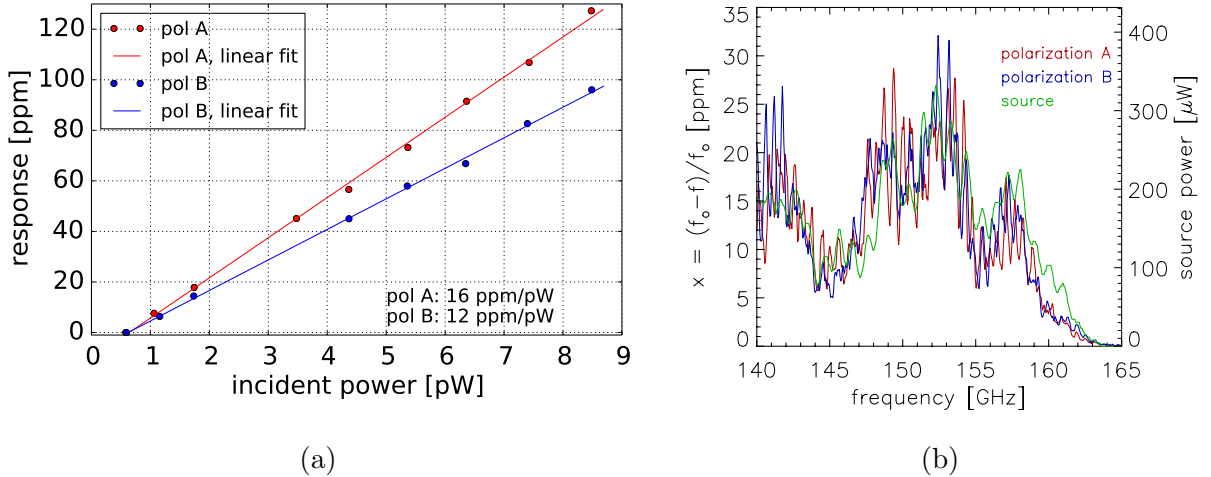 pol A
pol A, linear fit
pol B
pol B, linear fit
response [ppm]
120
100
80
60
40
20
0
pol A: 16 ppm/pW
pol B: 12 ppm/pW
0 1 2 3 4 5 6 7 8 9
incident power [pW]
(a)
x = (f₀−f)/f₀ [ppm]
35
30
25
20
15
10
5
0
polarization A
polarization B
source
400
300
200
100
0
source power [μW]
140 145 150 155 160 165
frequency [GHz]
(b)